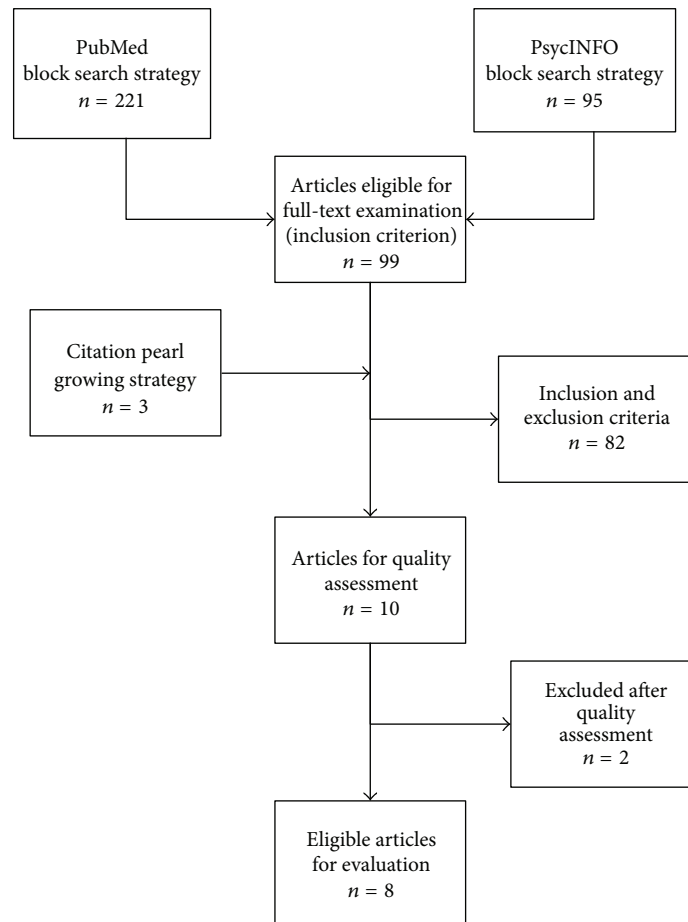 PubMed
block search strategy
n = 221
PsycINFO
block search strategy
n = 95
Articles eligible for
full-text examination
(inclusion criterion)
n = 99
Citation pearl
growing strategy
n = 3
Inclusion and
exclusion criteria
n = 82
Articles for quality
assessment
n = 10
Excluded after
quality
assessment
n = 2
Eligible articles
for evaluation
n = 8